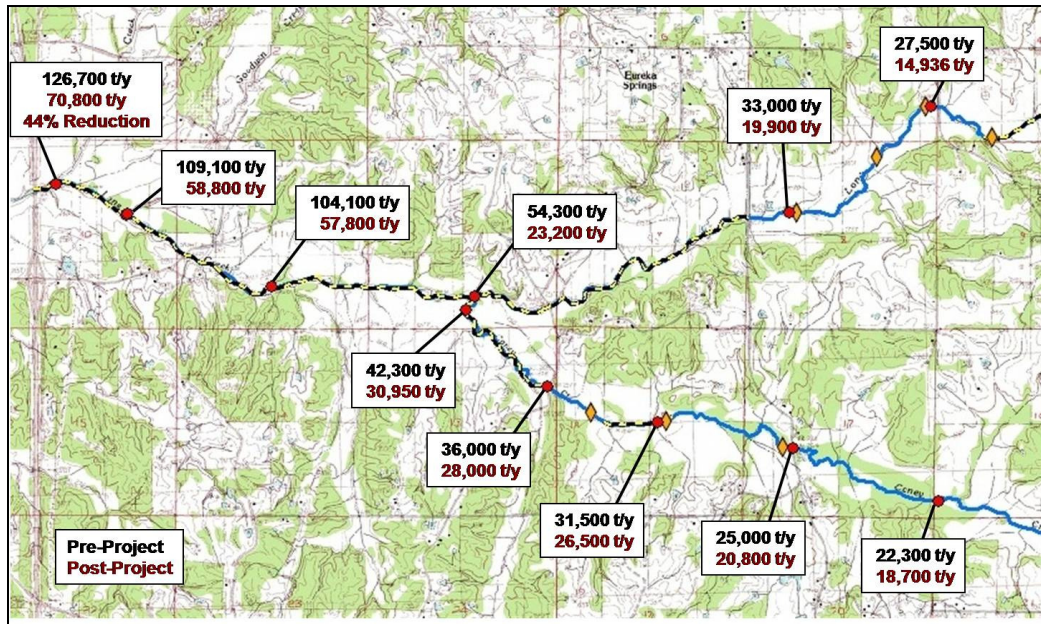 126,700 t/y
70,800 t/y
44% Reduction
109,100 t/y
58,800 t/y
104,100 t/y
57,800 t/y
54,300 t/y
23,200 t/y
33,000 t/y
19,900 t/y
27,500 t/y
14,936 t/y
Eureka
Springs
42,300 t/y
30,950 t/y
36,000 t/y
28,000 t/y
31,500 t/y
26,500 t/y
25,000 t/y
20,800 t/y
22,300 t/y
18,700 t/y
Pre-Project
Post-Project
Creek
Long